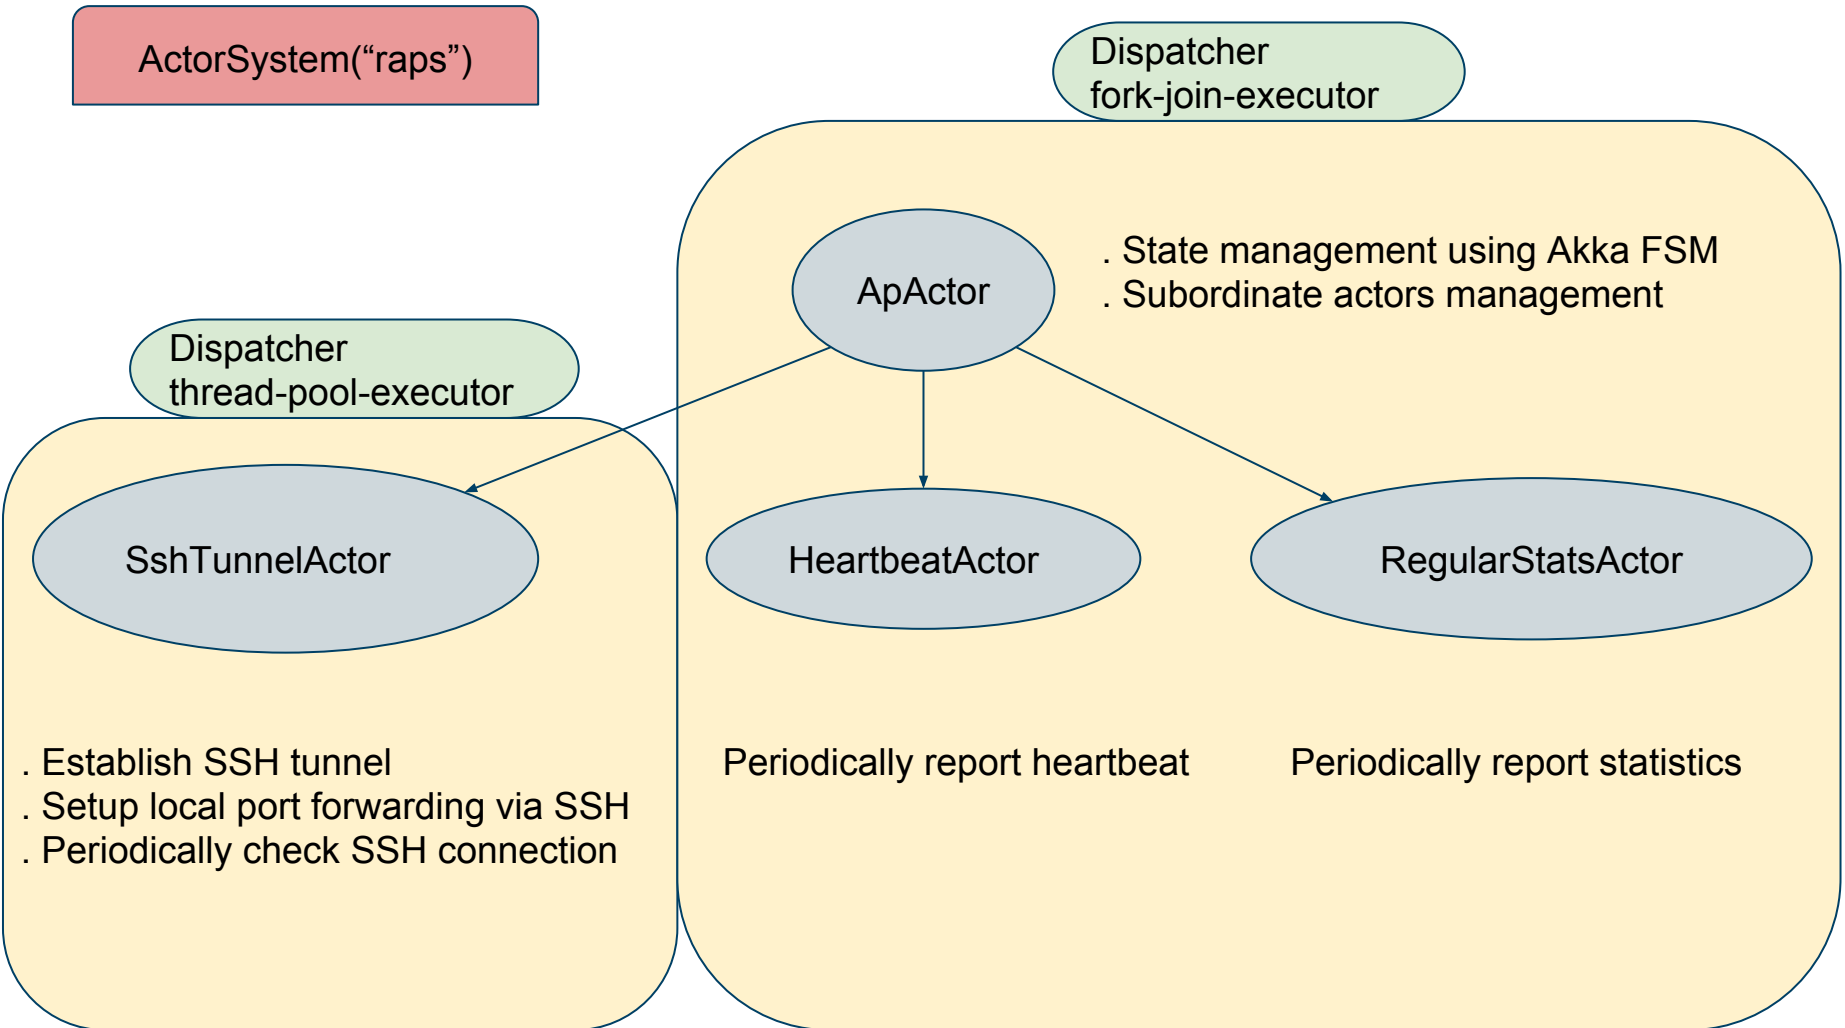 ActorSystem(“raps”)
Dispatcher
fork-join-executor
ApActor
. State management using Akka FSM
. Subordinate actors management
Dispatcher
thread-pool-executor
SshTunnelActor
HeartbeatActor
RegularStatsActor
. Establish SSH tunnel
. Setup local port forwarding via SSH
. Periodically check SSH connection
Periodically report heartbeat
Periodically report statistics